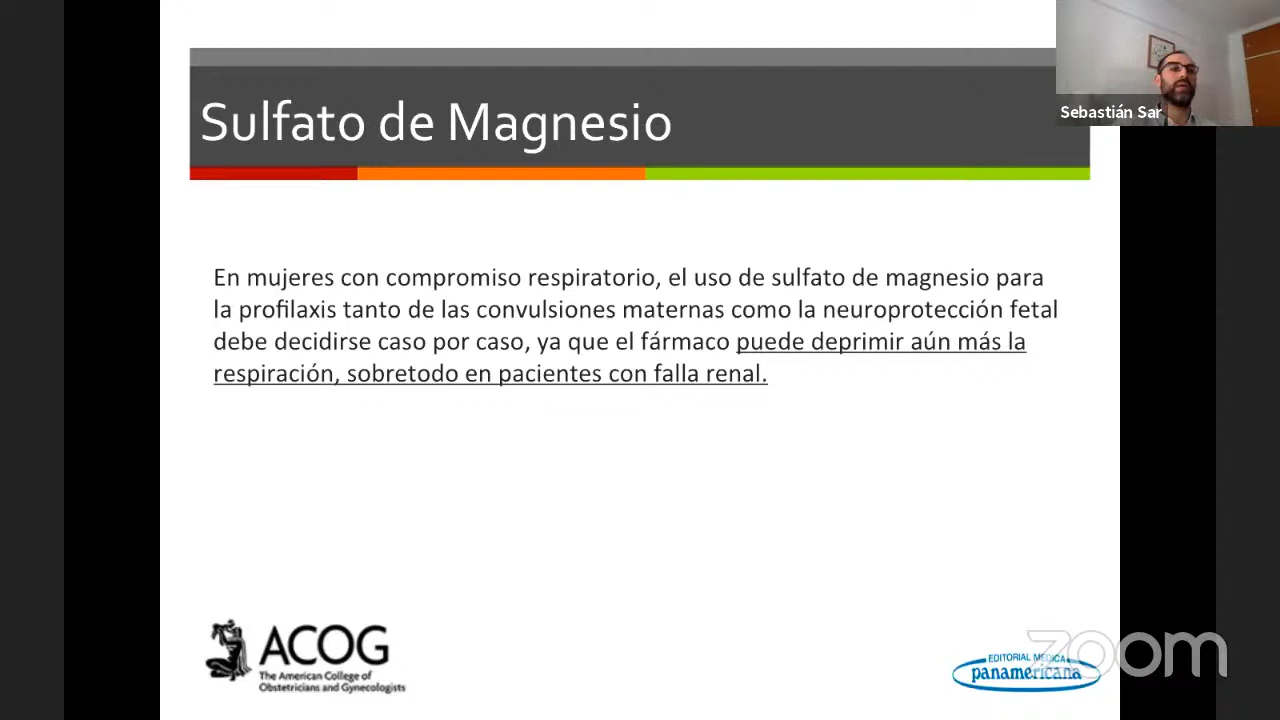 Sulfato de Magnesio
Sebastián Sar
En mujeres con compromiso respiratorio, el uso de sulfato de magnesio para
la profilaxis tanto de las convulsiones maternas como la neuroprotección fetal
debe decidirse caso por caso, ya que el fármaco puede deprimir aún más la
respiración, sobretodo en pacientes con falla renal.
ACOG
The American College of
Obstetricians and Gynecologists
EDITORIAL MEDICA
panamericana
zoom